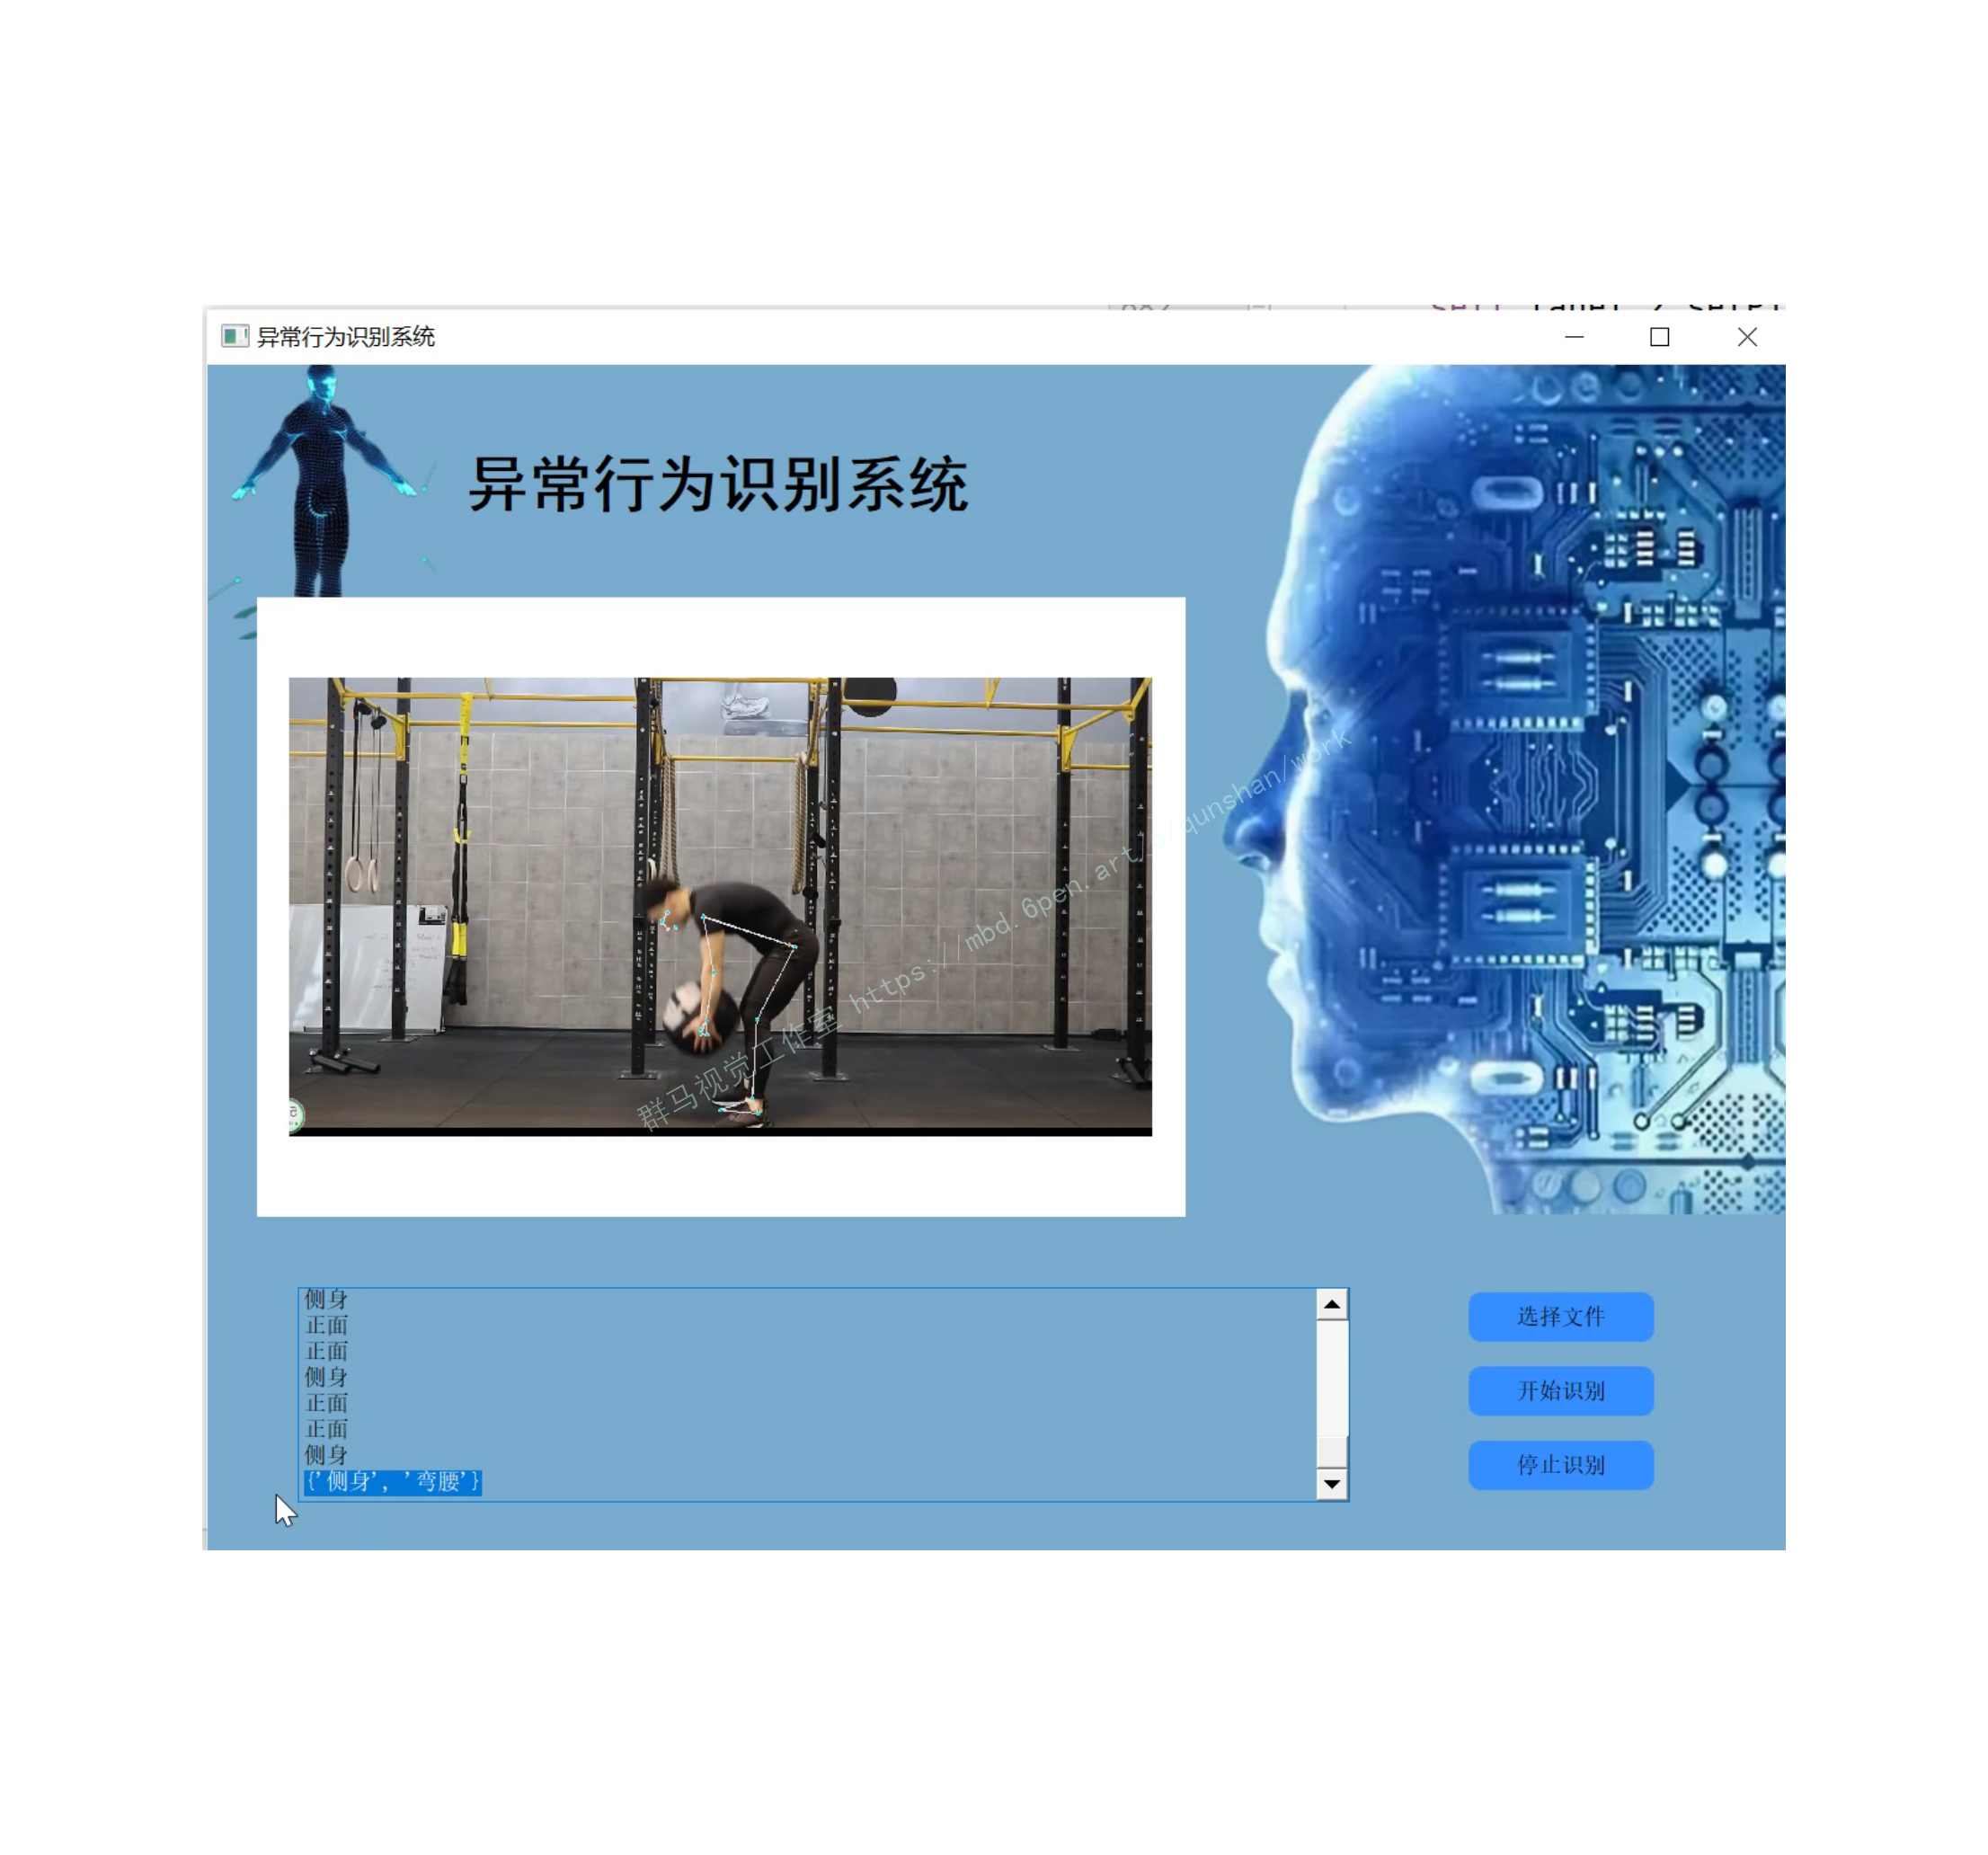 异常行为识别系统
异常行为识别系统
群马视觉工作室 https://mbd.6pen.art/o/qunshan/work
侧身
正面
正面
侧身
正面
正面
侧身
{'侧身', '弯腰'}
选择文件
开始识别
停止识别